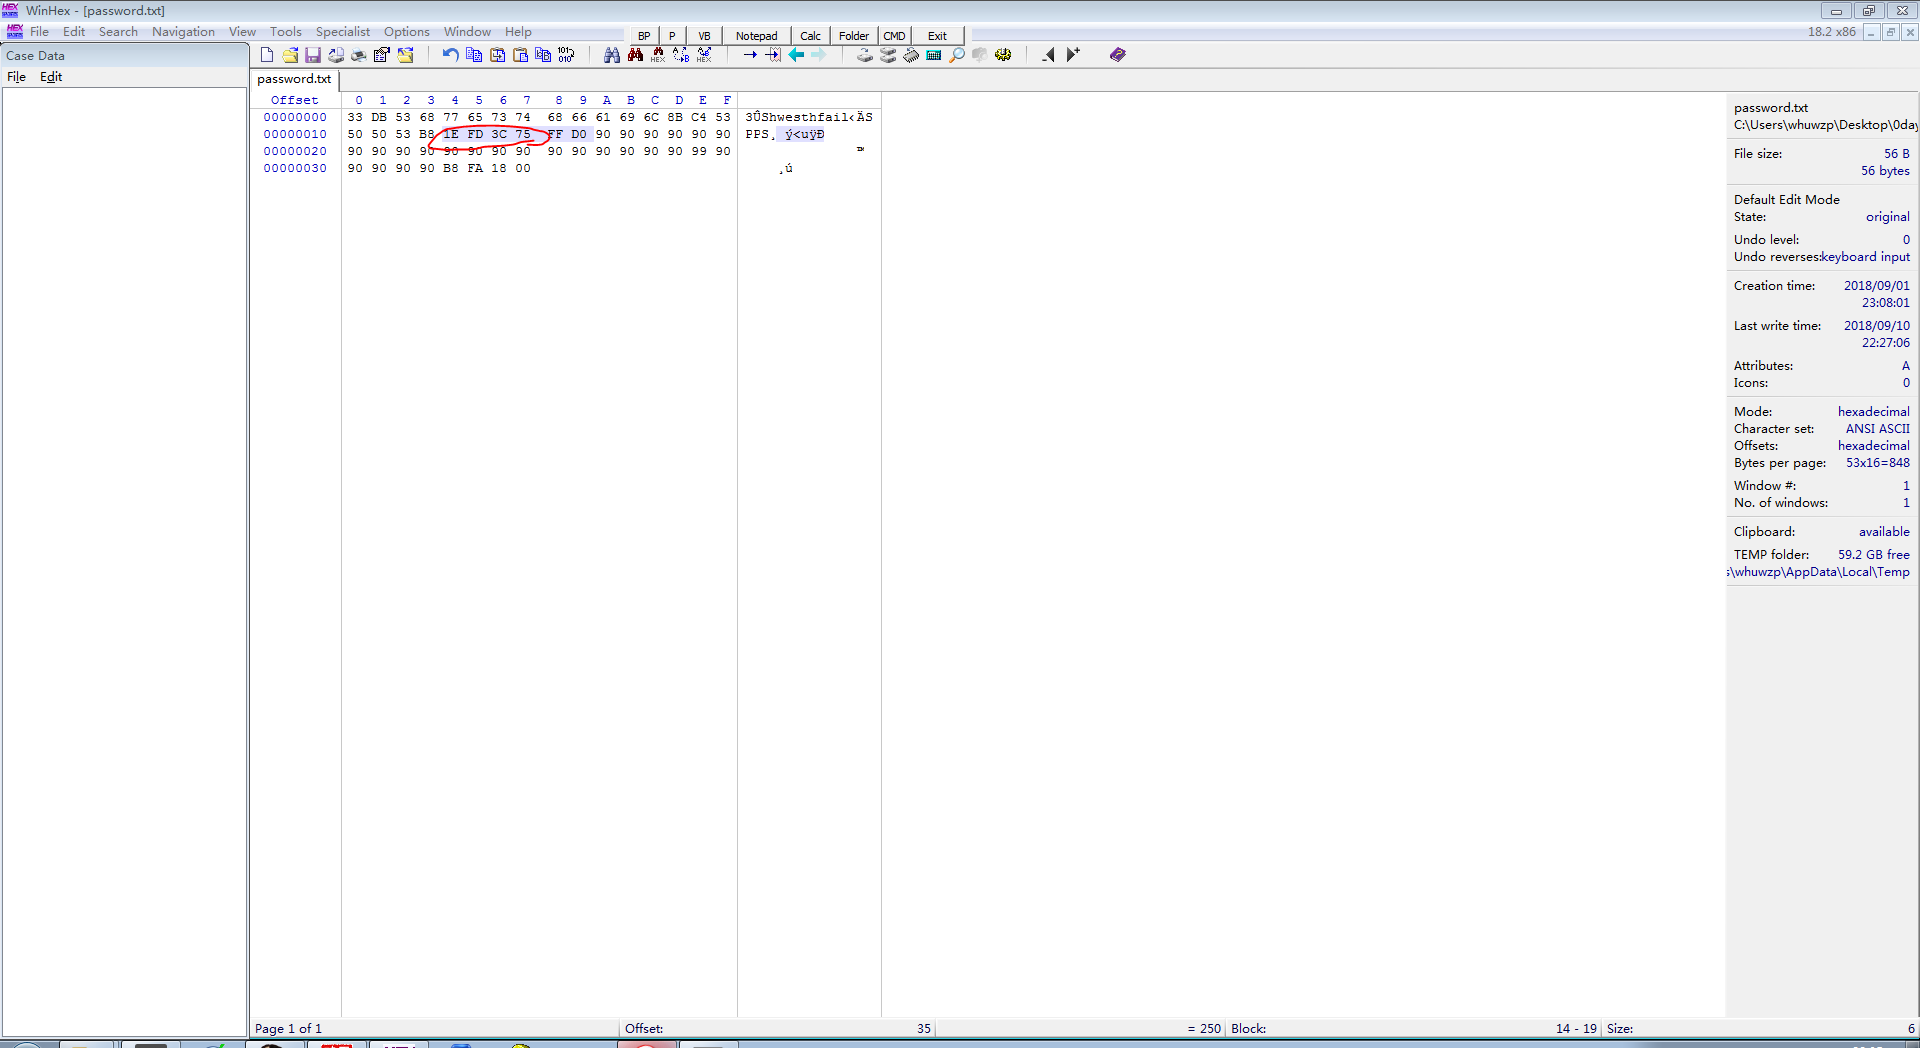 WinHex - [password.txt]
File Edit Search Navigation View Tools Specialist Options Window Help
BP P VB Notepad Calc Folder CMD Exit
18.2 x86
Case Data
File Edit
password.txt
Offset 0 1 2 3 4 5 6 7 8 9 A B C D E F
00000000 33 DB 53 68 77 65 73 74 68 66 61 69 6C 8B C4 53 3ÛShwesthfail‹ÄS
00000010 50 50 53 B8 1E FD 3C 75 FF D0 90 90 90 90 90 90 PPS¸ ý<uÿÐ
00000020 90 90 90 90 90 90 90 90 90 90 90 90 90 90 99 90 ™
00000030 90 90 90 90 B8 FA 18 00 ¸ú
password.txt
C:\Users\whuwzp\Desktop\0day
File size: 56 B
56 bytes
Default Edit Mode
State: original
Undo level: 0
Undo reverses: keyboard input
Creation time: 2018/09/01
23:08:01
Last write time: 2018/09/10
22:27:06
Attributes: A
Icons: 0
Mode: hexadecimal
Character set: ANSI ASCII
Offsets: hexadecimal
Bytes per page: 53x16=848
Window #: 1
No. of windows: 1
Clipboard: available
TEMP folder: 59.2 GB free
s\whuwzp\AppData\Local\Temp
Page 1 of 1 Offset: 35 = 250 Block: 14 - 19 Size: 6